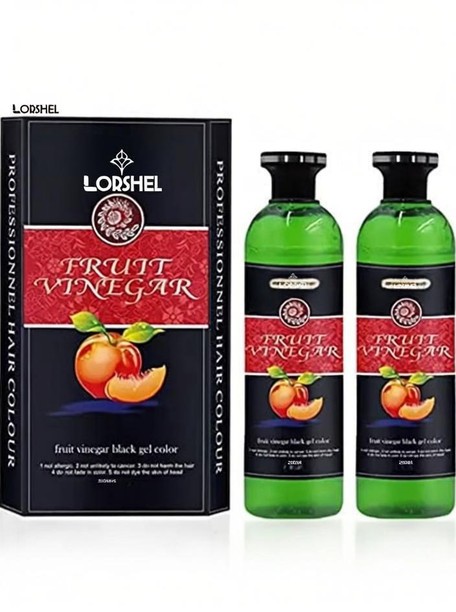 LORSHEL
LORSHEL
PROFESSIONNEL HAIR COLOUR
FRUIT
VINEGAR
fruit vinegar black gel color
1 not allergic. 2 not unlikely to cancer. 3 do not harm the hair
4 do not fade in color. 5 do not dye the skin of head
PROFESSIONNEL HAIR COLOUR
LORSHEL
FRUIT
VINEGAR
fruit vinegar black gel color
FRUIT
VINEGAR
fruit vinegar black gel color